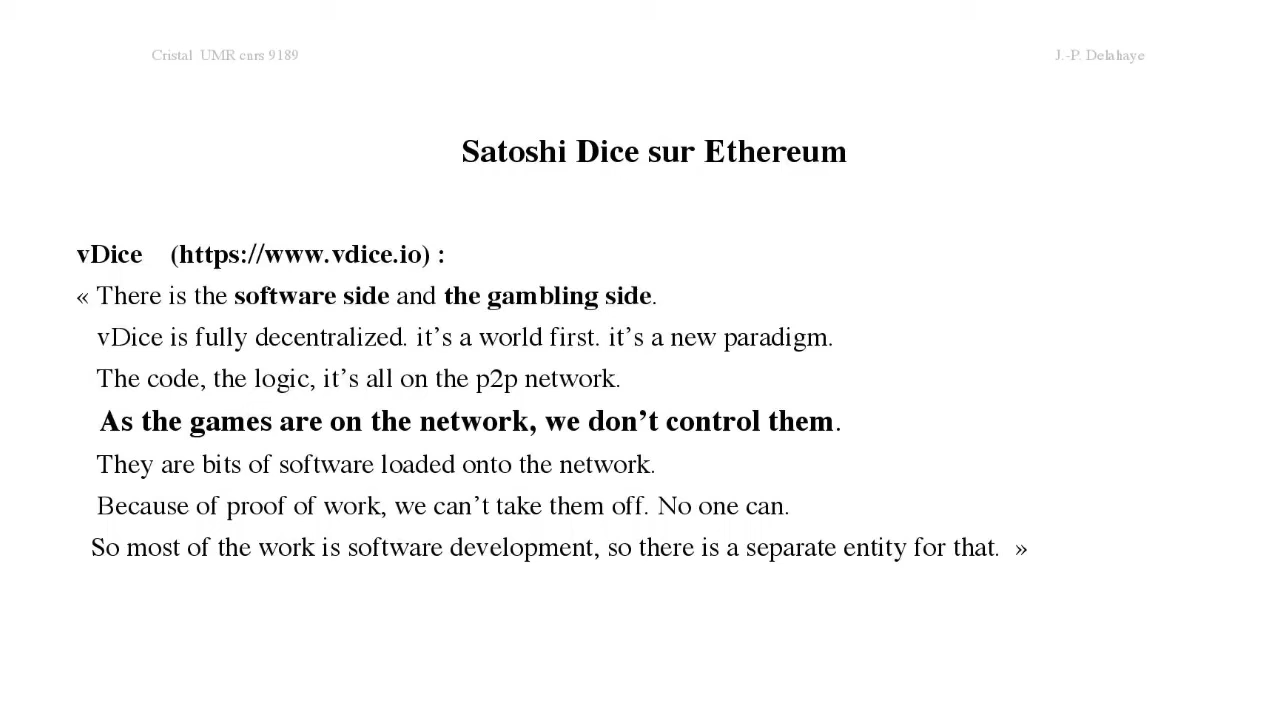 Cristal UMR cnrs 9189
J.-P. Delahaye
Satoshi Dice sur Ethereum
vDice (https://www.vdice.io) :
« There is the software side and the gambling side.
vDice is fully decentralized. it’s a world first. it’s a new paradigm.
The code, the logic, it’s all on the p2p network.
As the games are on the network, we don’t control them.
They are bits of software loaded onto the network.
Because of proof of work, we can’t take them off. No one can.
So most of the work is software development, so there is a separate entity for that. »